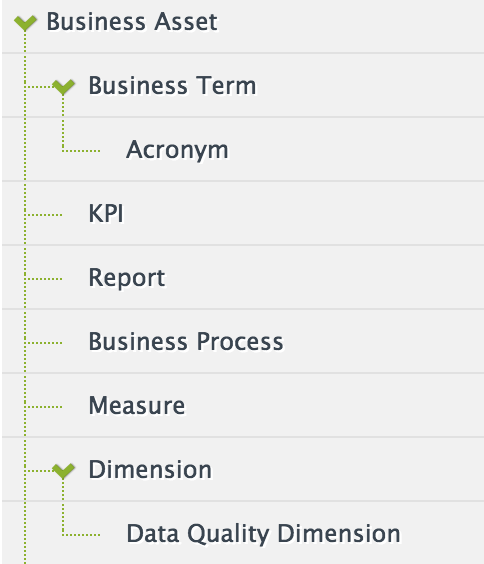 Business Asset
Business Term
Acronym
KPI
Report
Business Process
Measure
Dimension
Data Quality Dimension